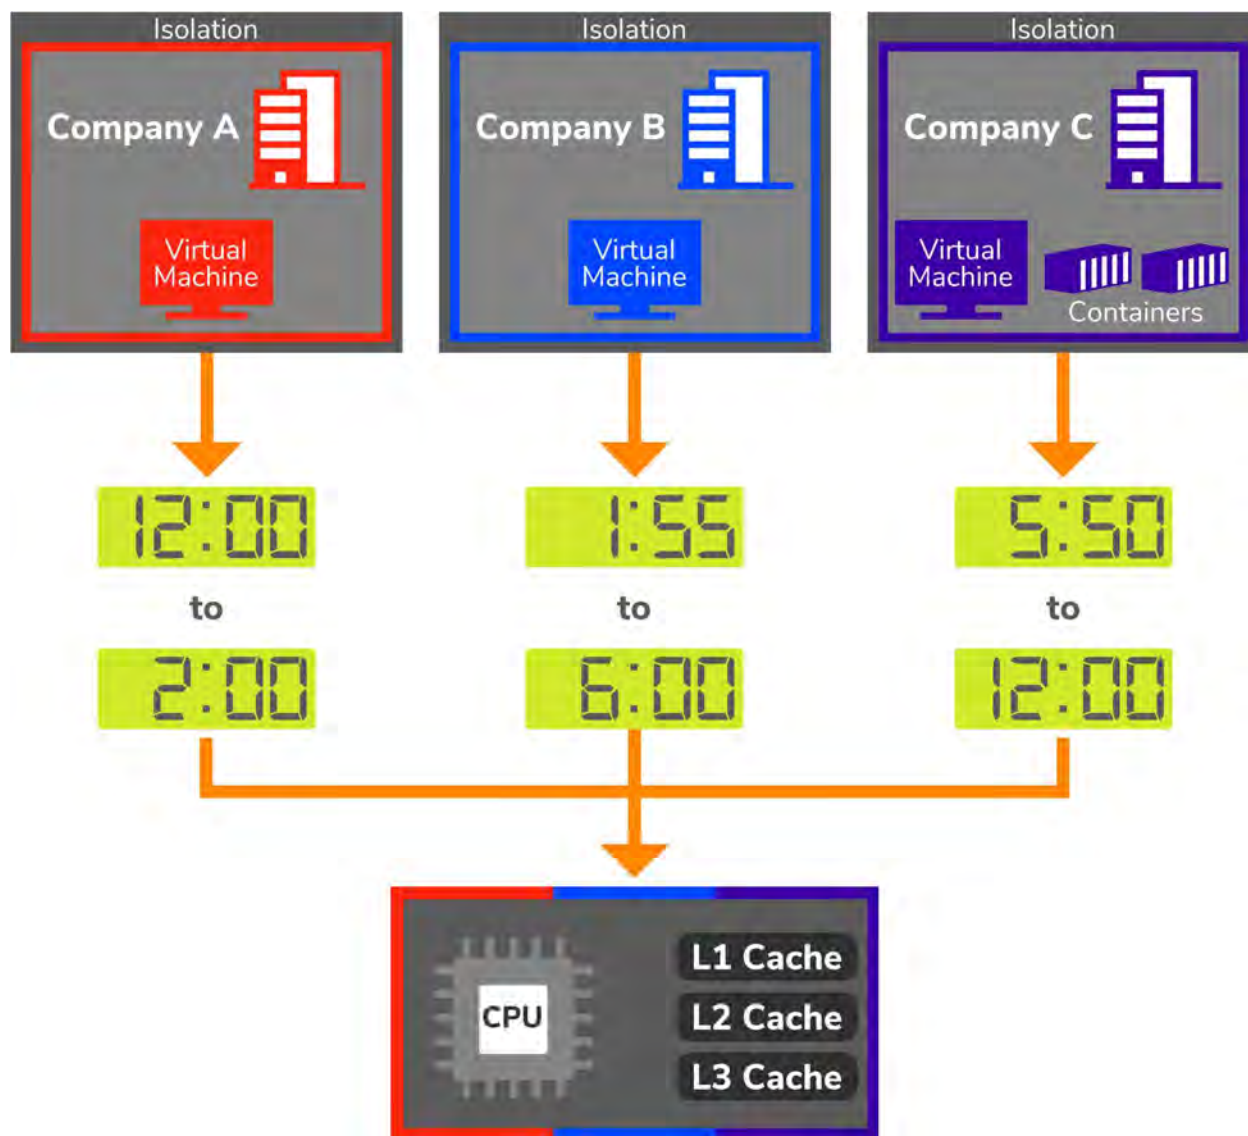 Isolation
Company A
Virtual
Machine
Isolation
Company B
Virtual
Machine
Isolation
Company C
Virtual
Machine
Containers
12:00
to
2:00
1:55
to
6:00
5:50
to
12:00
CPU
L1 Cache
L2 Cache
L3 Cache